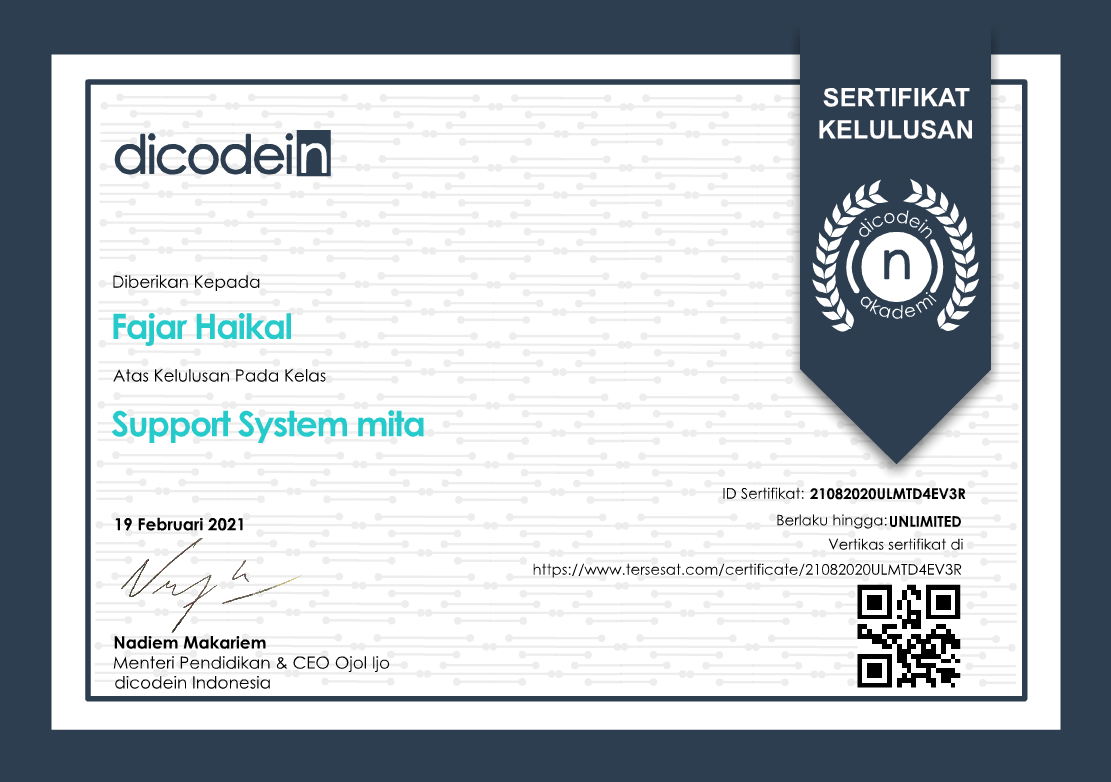 SERTIFIKAT
KELULUSAN
dicodein
dicodein
n
akademi
Diberikan Kepada
Fajar Haikal
Atas Kelulusan Pada Kelas
Support System mita
ID Sertifikat: 21082020ULMTD4EV3R
Berlaku hingga:UNLIMITED
Vertikas sertifikat di
https://www.tersesat.com/certificate/21082020ULMTD4EV3R
19 Februari 2021
Nadiem Makariem
Menteri Pendidikan & CEO Ojol Ijo
dicodein Indonesia